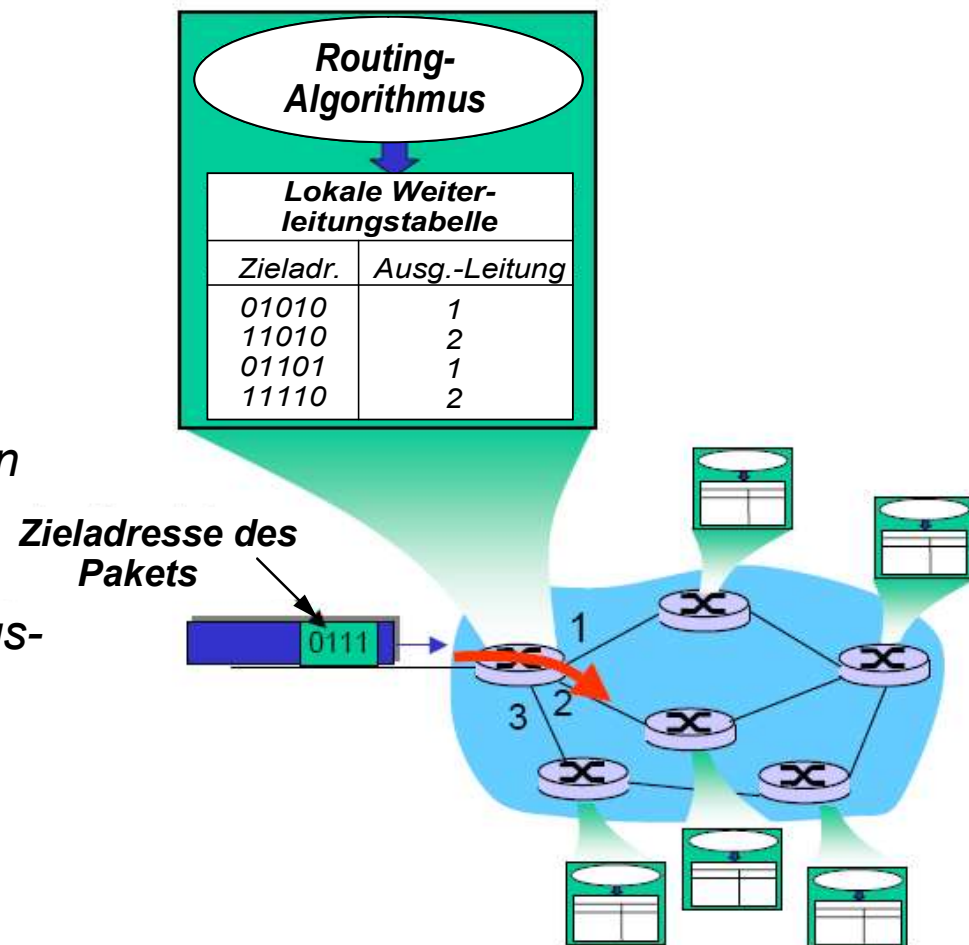 Routing-
Algorithmus
Lokale Weiter-
leitungstabelle
Zieladr. Ausg.-Leitung
01010 1
11010 2
01101 1
11110 2
n
Zieladresse des
Pakets
us-
0111
1
2
3